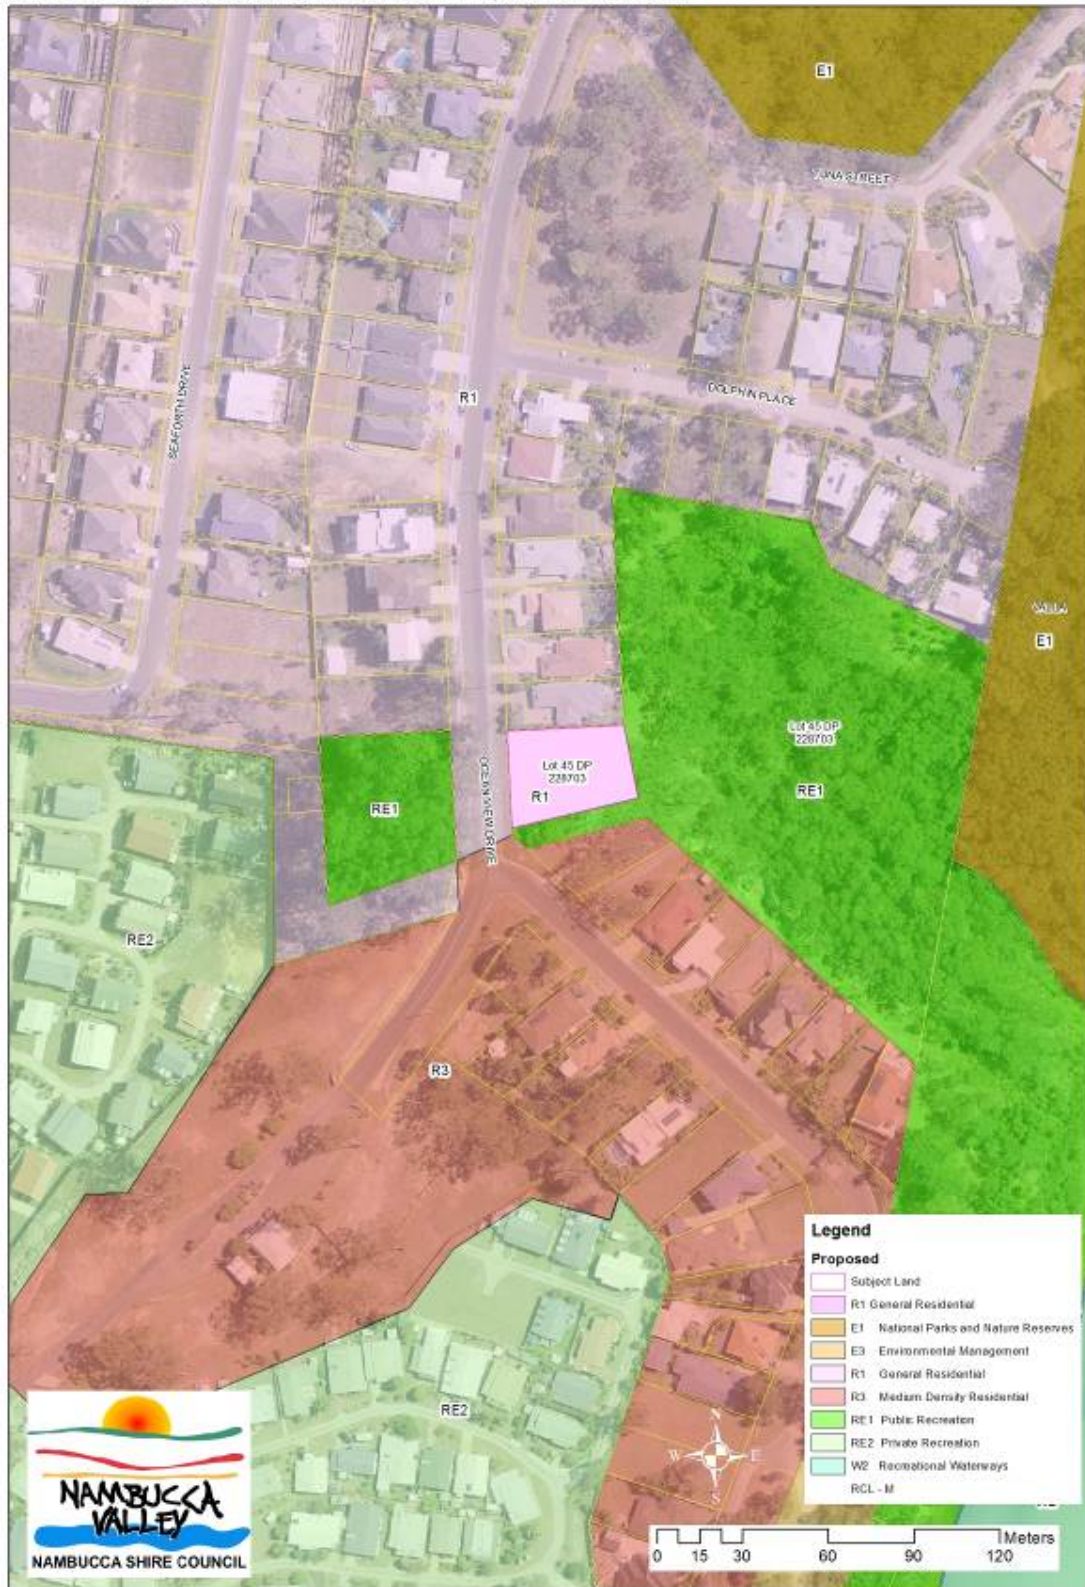 E1
TUNA STREET
SEAFORTH DRIVE
R1
DOLPHIN PLACE
VALLA
E1
Lot 45 DP
228703
RE1
Lot 45 DP
228703
R1
OCEAN VIEW DRIVE
RE1
RE2
R3
RE2
Legend
Proposed
Subject Land
R1 General Residential
E1 National Parks and Nature Reserves
E3 Environmental Management
R1 General Residential
R3 Medium Density Residential
RE1 Public Recreation
RE2 Private Recreation
W2 Recreational Waterways
RCL - M
N
W E
S
Meters
0 15 30 60 90 120
NAMBUCCA
VALLEY
NAMBUCCA SHIRE COUNCIL